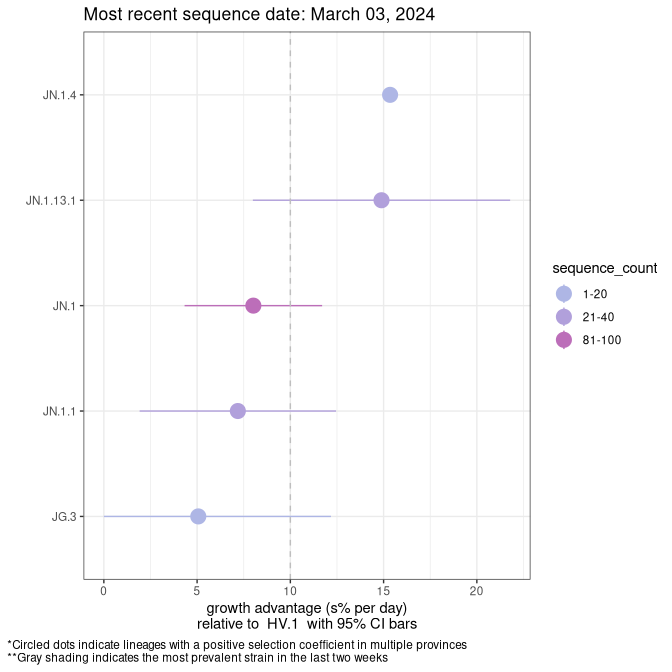 Most recent sequence date: March 03, 2024
JN.1.4
JN.1.13.1
JN.1
JN.1.1
JG.3
0 5 10 15 20
growth advantage (s% per day)
relative to HV.1 with 95% CI bars
sequence_count
1-20
21-40
81-100
*Circled dots indicate lineages with a positive selection coefficient in multiple provinces
**Gray shading indicates the most prevalent strain in the last two weeks